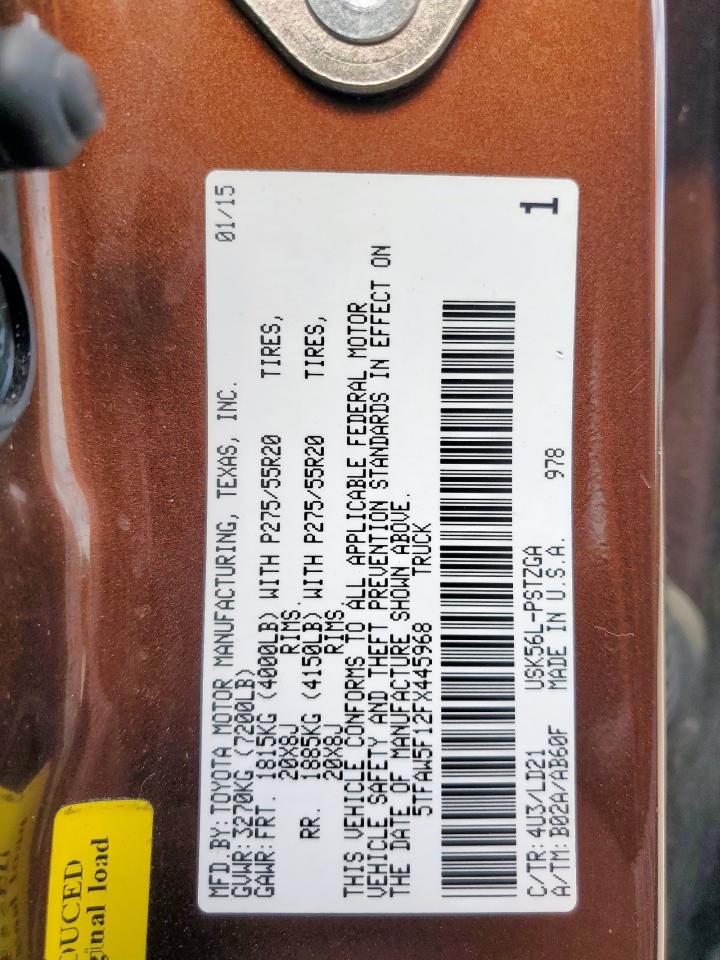 MFD.BY:TOYOTA MOTOR MANUFACTURING, TEXAS, INC. 01/15
GVWR:3270KG (7200LB)
GAWR:FRT. 1815KG (4000LB) WITH P275/55R20 TIRES,
20X8J RIMS.
RR. 1885KG (4150LB) WITH P275/55R20 TIRES,
20X8J RIMS.
THIS VEHICLE CONFORMS TO ALL APPLICABLE FEDERAL MOTOR
VEHICLE SAFETY AND THEFT PREVENTION STANDARDS IN EFFECT ON
THE DATE OF MANUFACTURE SHOWN ABOVE.
5TFAW5F12FX445968 TRUCK
C/TR:4U3/LD21 USK56L-PSTZGA
A/TM:B02A/AB60F MADE IN U.S.A. 978 1
DUCED
ginal load